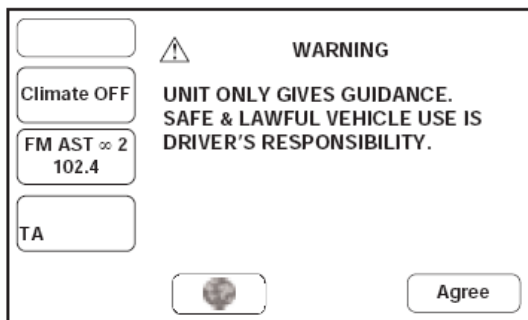 WARNING
Climate OFF
UNIT ONLY GIVES GUIDANCE.
SAFE & LAWFUL VEHICLE USE IS
DRIVER'S RESPONSIBILITY.
FM AST ∞ 2
102.4
TA
Agree